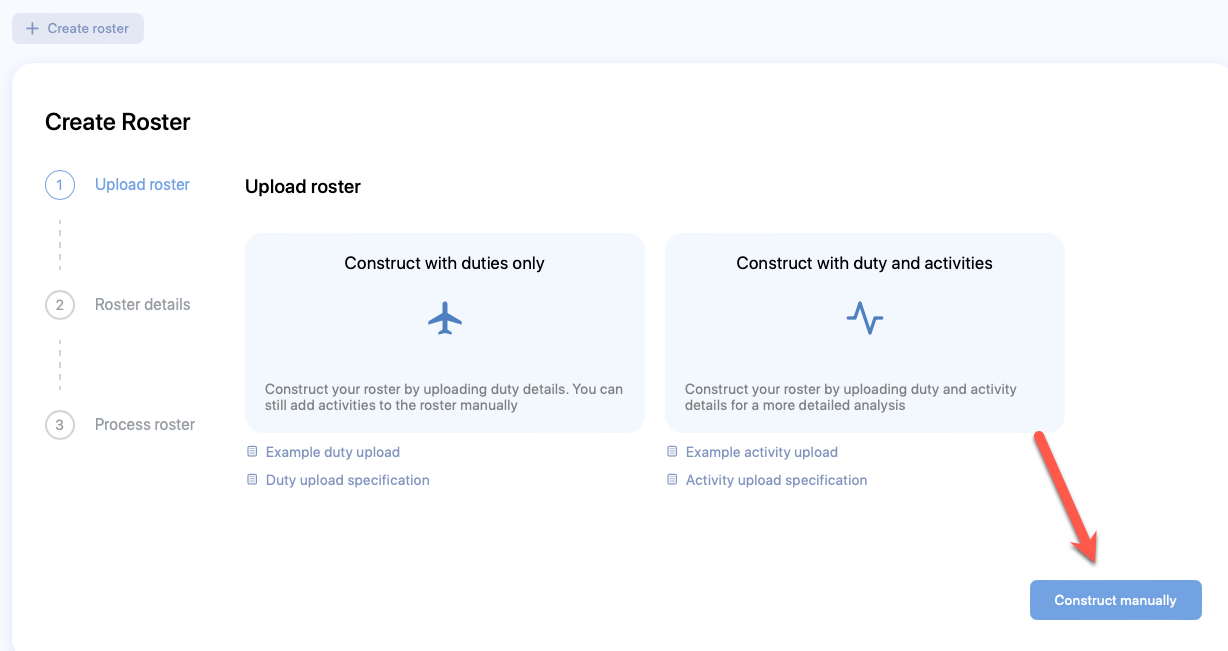 Create roster
Create Roster
1
Upload roster
2
Roster details
3
Process roster
Upload roster
Construct with duties only
Construct your roster by uploading duty details. You can
still add activities to the roster manually
Example duty upload
Duty upload specification
Construct with duty and activities
Construct your roster by uploading duty and activity
details for a more detailed analysis
Example activity upload
Activity upload specification
Construct manually